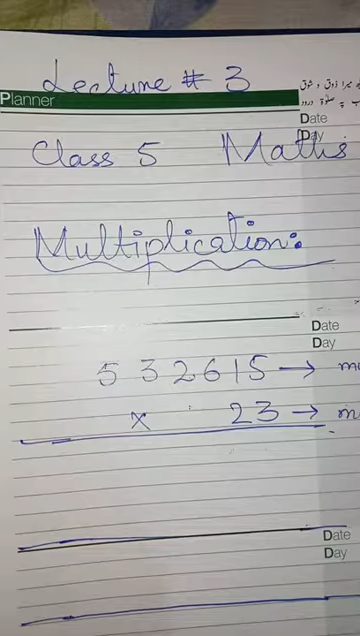 Lecture # 3
Planner
Date
Day
Class 5 Maths
Multiplication:
Date
Day
532615 →
× 23 →
Date
Day